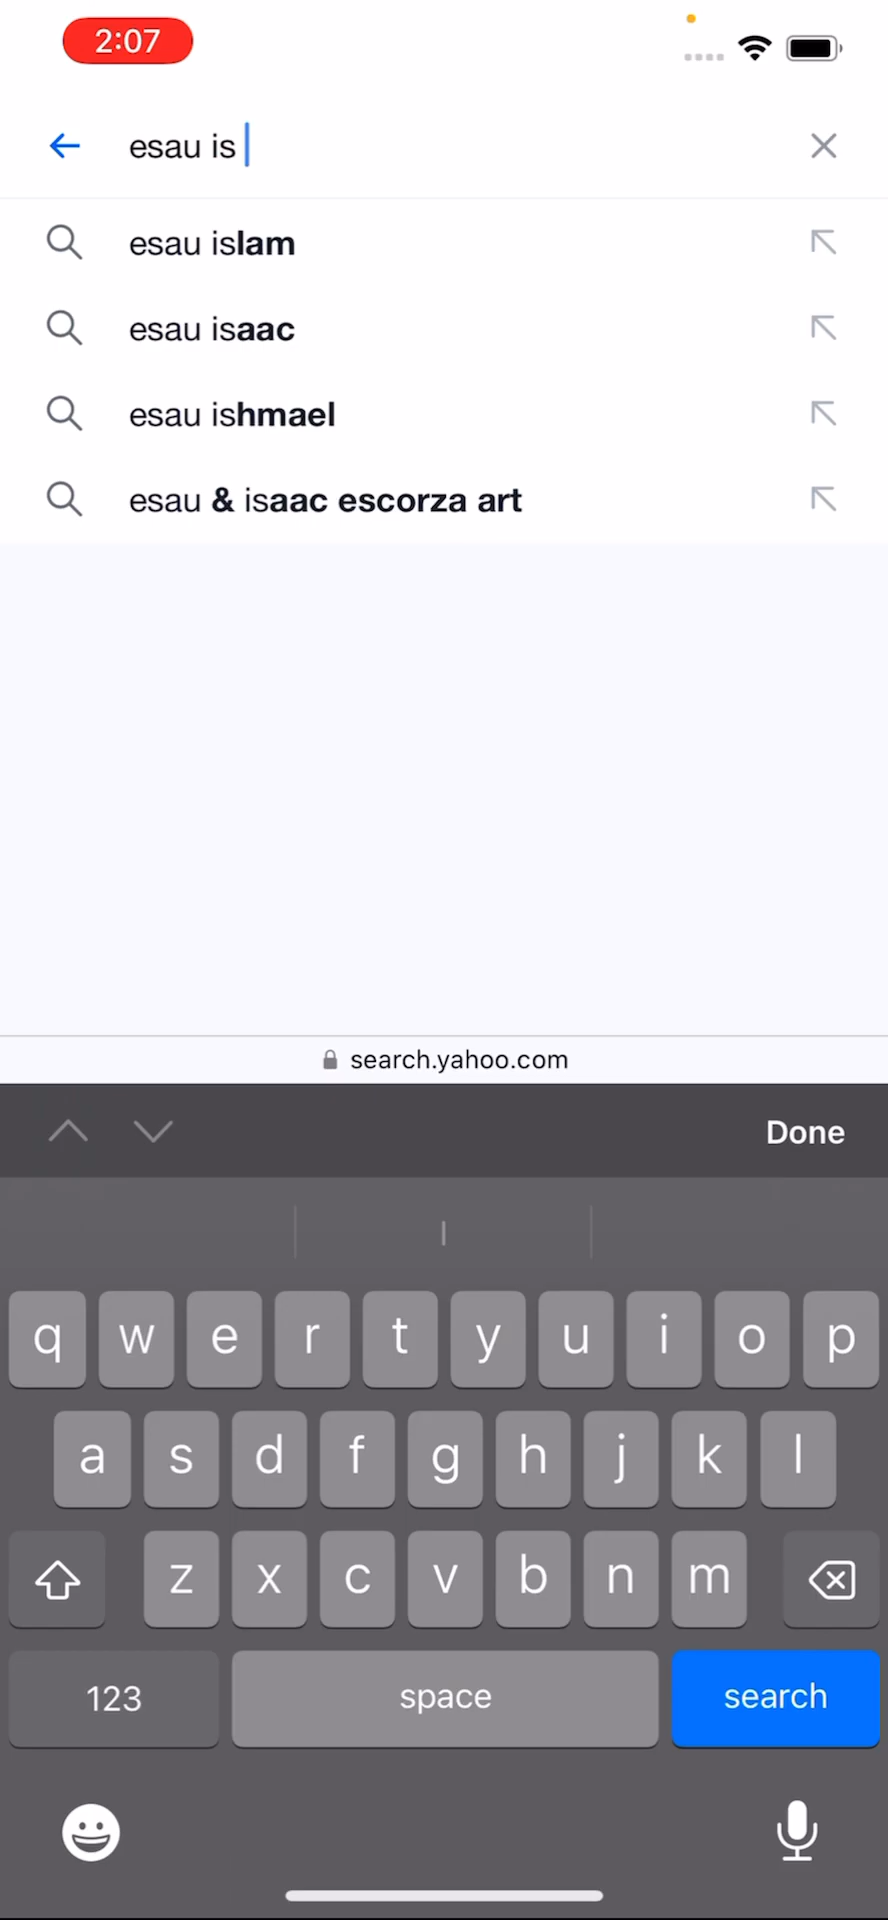 2:07
esau is
esau islam
esau isaac
esau ishmael
esau & isaac escorza art
search.yahoo.com
Done
q w e r t y u i o p
a s d f g h j k l
z x c v b n m
123 space search